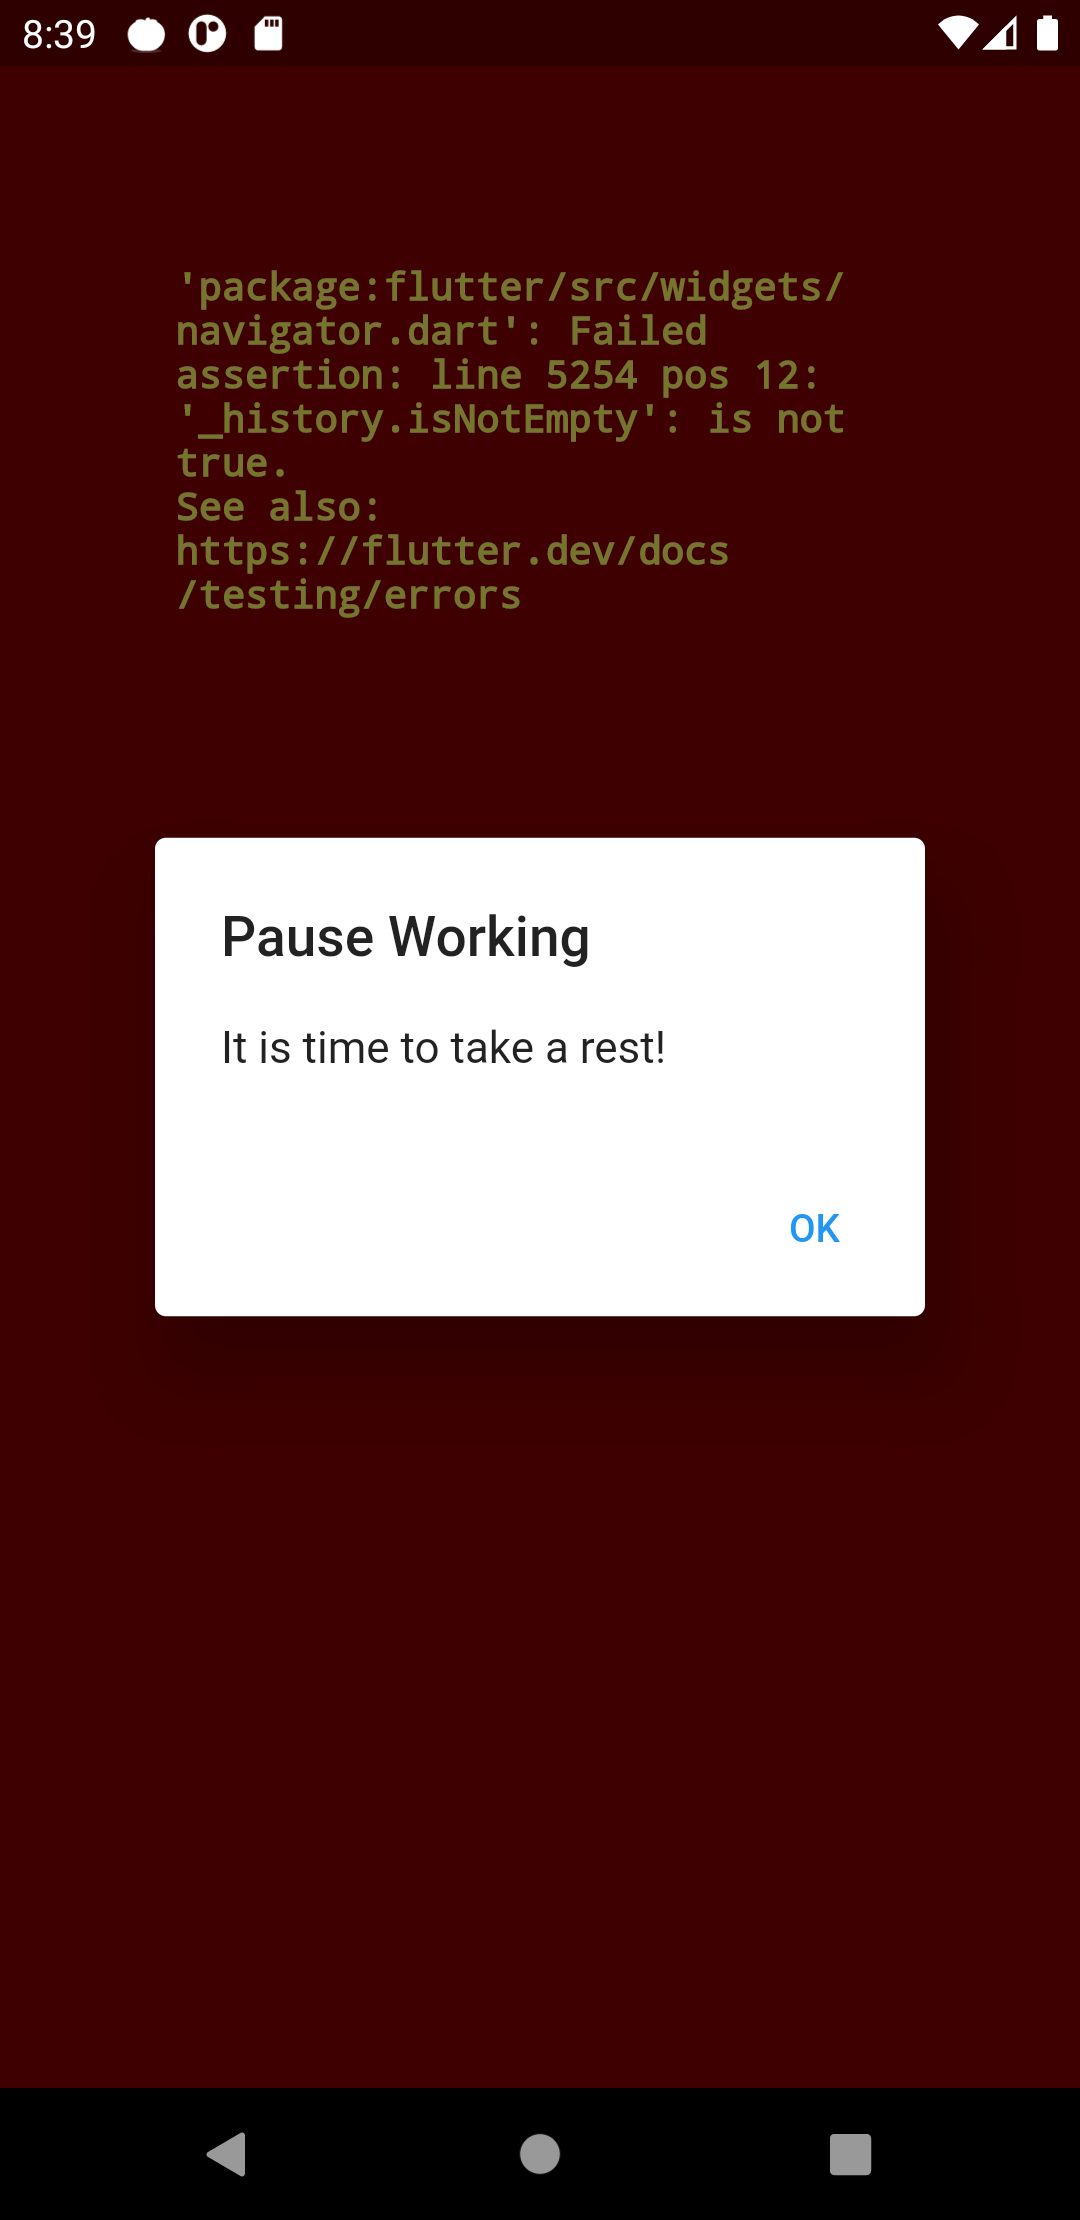 8:39
'package:flutter/src/widgets/
navigator.dart': Failed
assertion: line 5254 pos 12:
'_history.isNotEmpty': is not
true.
See also:
https://flutter.dev/docs
/testing/errors
Pause Working
It is time to take a rest!
OK